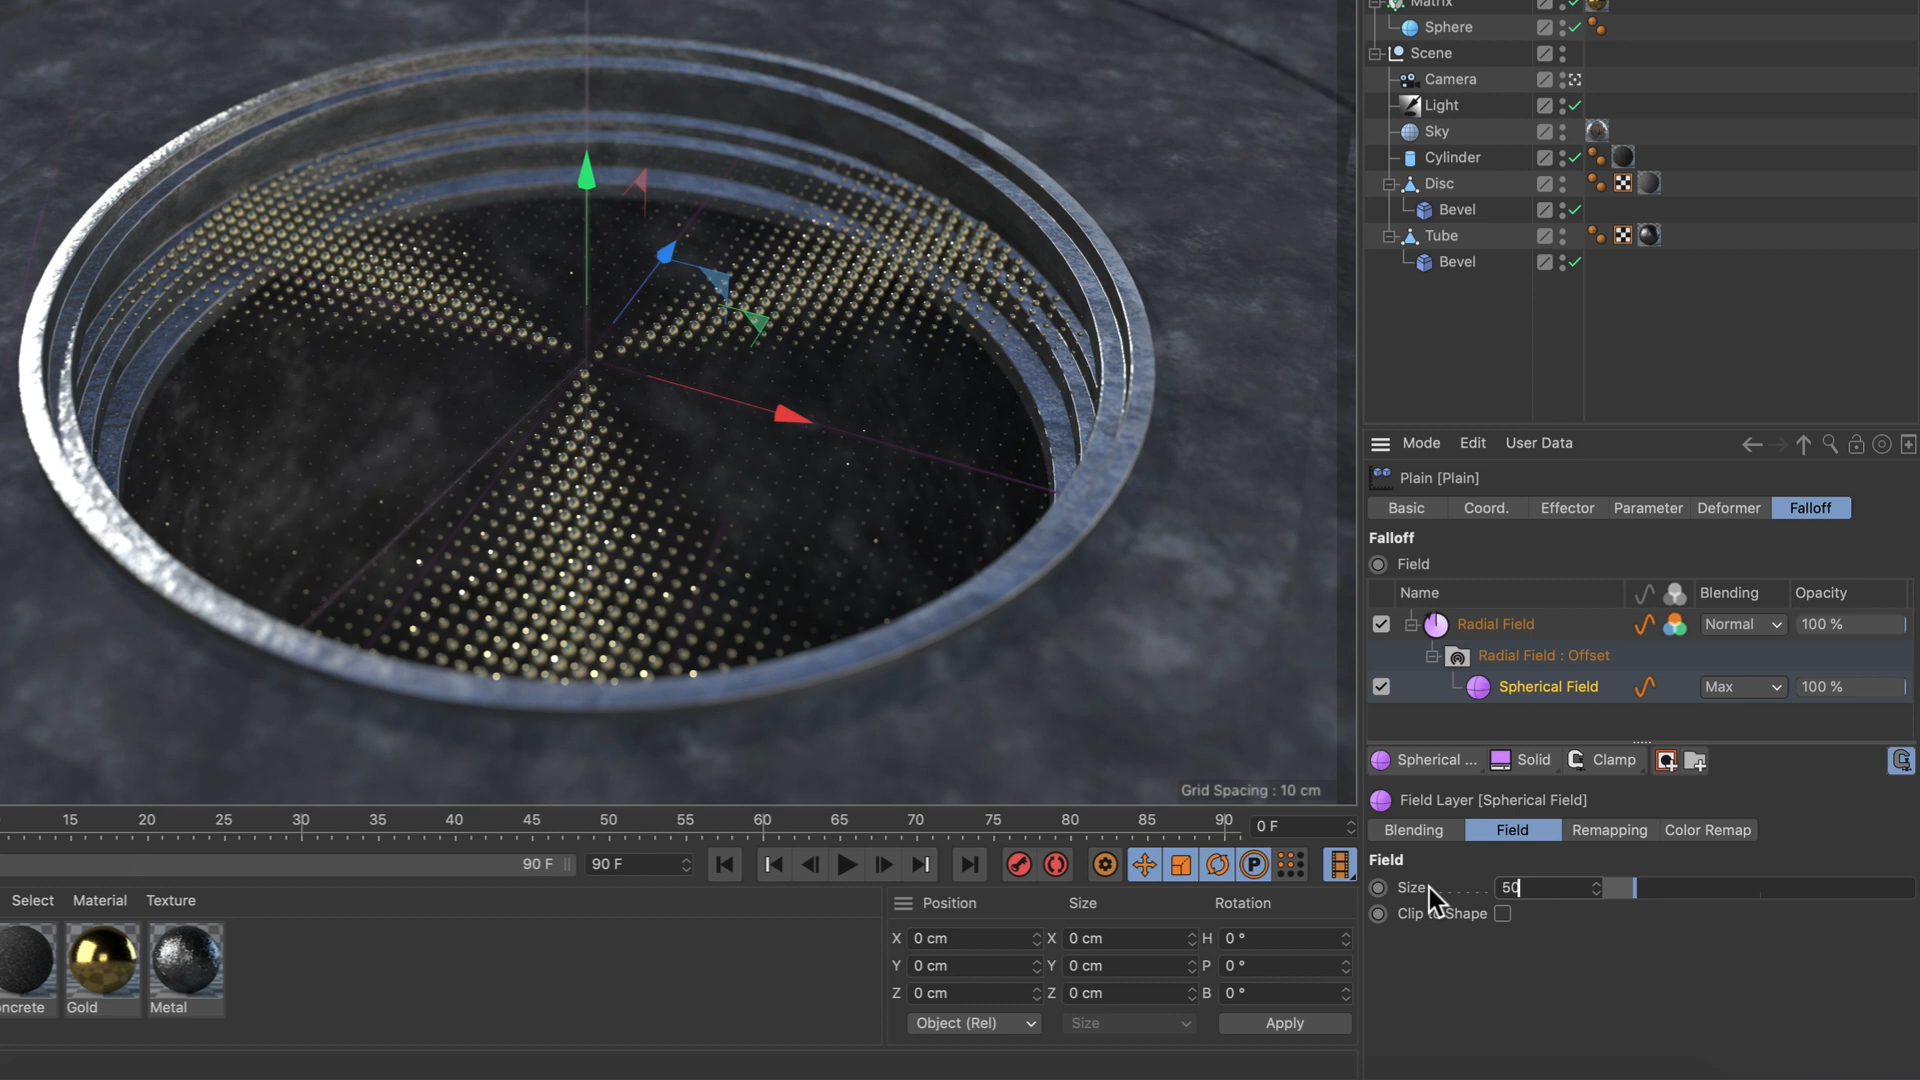 Matrix
Sphere
Scene
Camera
Light
Sky
Cylinder
Disc
Bevel
Tube
Bevel
Mode Edit User Data
Plain [Plain]
Basic Coord. Effector Parameter Deformer Falloff
Falloff
Field
Name Blending Opacity
Radial Field Normal 100 %
Radial Field : Offset
Spherical Field Max 100 %
Spherical ... Solid Clamp
Field Layer [Spherical Field]
Blending Field Remapping Color Remap
Field
Size 50
Clip to Shape
Grid Spacing : 10 cm
15 20 25 30 35 40 45 50 55 60 65 70 75 80 85 90 0 F
90 F 90 F P
Select Material Texture
Position Size Rotation
X 0 cm X 0 cm H 0 °
Y 0 cm Y 0 cm P 0 °
Z 0 cm Z 0 cm B 0 °
Object (Rel) Size Apply
ncrete Gold Metal